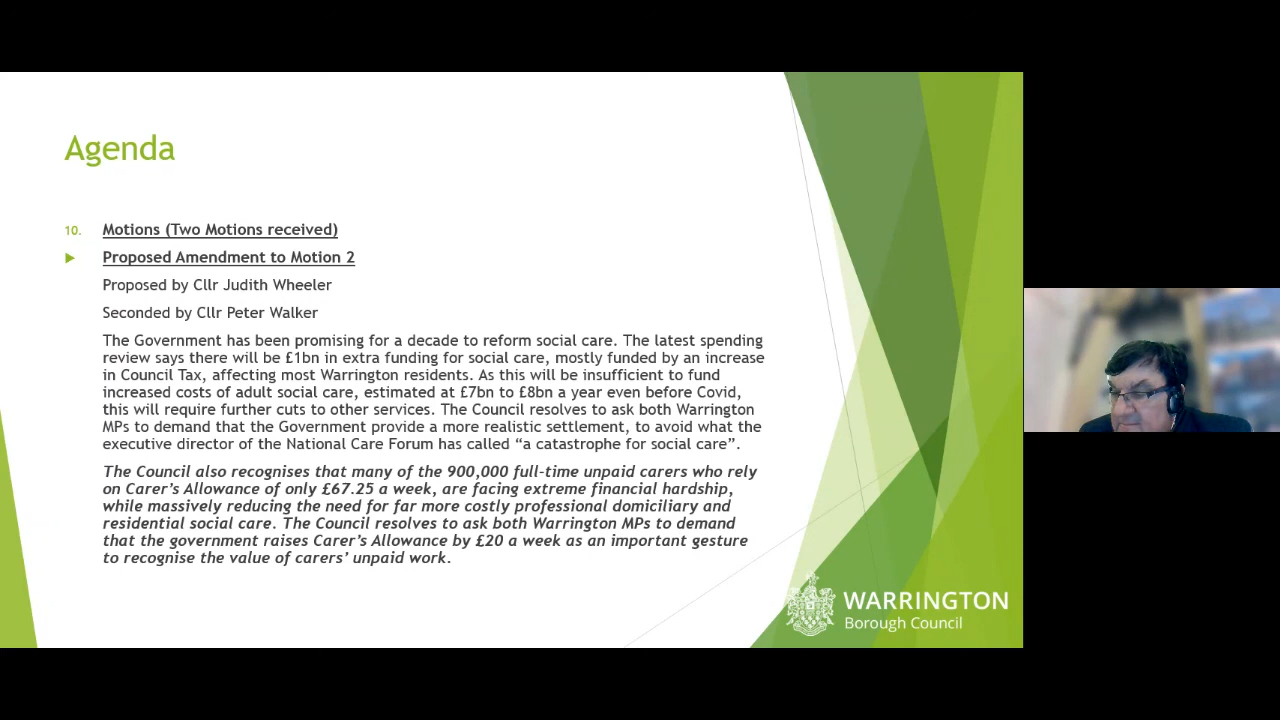 Agenda
10. Motions (Two Motions received)
Proposed Amendment to Motion 2
Proposed by Cllr Judith Wheeler
Seconded by Cllr Peter Walker
The Government has been promising for a decade to reform social care. The latest spending
review says there will be £1bn in extra funding for social care, mostly funded by an increase
in Council Tax, affecting most Warrington residents. As this will be insufficient to fund
increased costs of adult social care, estimated at £7bn to £8bn a year even before Covid,
this will require further cuts to other services. The Council resolves to ask both Warrington
MPs to demand that the Government provide a more realistic settlement, to avoid what the
executive director of the National Care Forum has called “a catastrophe for social care”.
The Council also recognises that many of the 900,000 full-time unpaid carers who rely
on Carer’s Allowance of only £67.25 a week, are facing extreme financial hardship,
while massively reducing the need for far more costly professional domiciliary and
residential social care. The Council resolves to ask both Warrington MPs to demand
that the government raises Carer’s Allowance by £20 a week as an important gesture
to recognise the value of carers’ unpaid work.
WARRINGTON
Borough Council